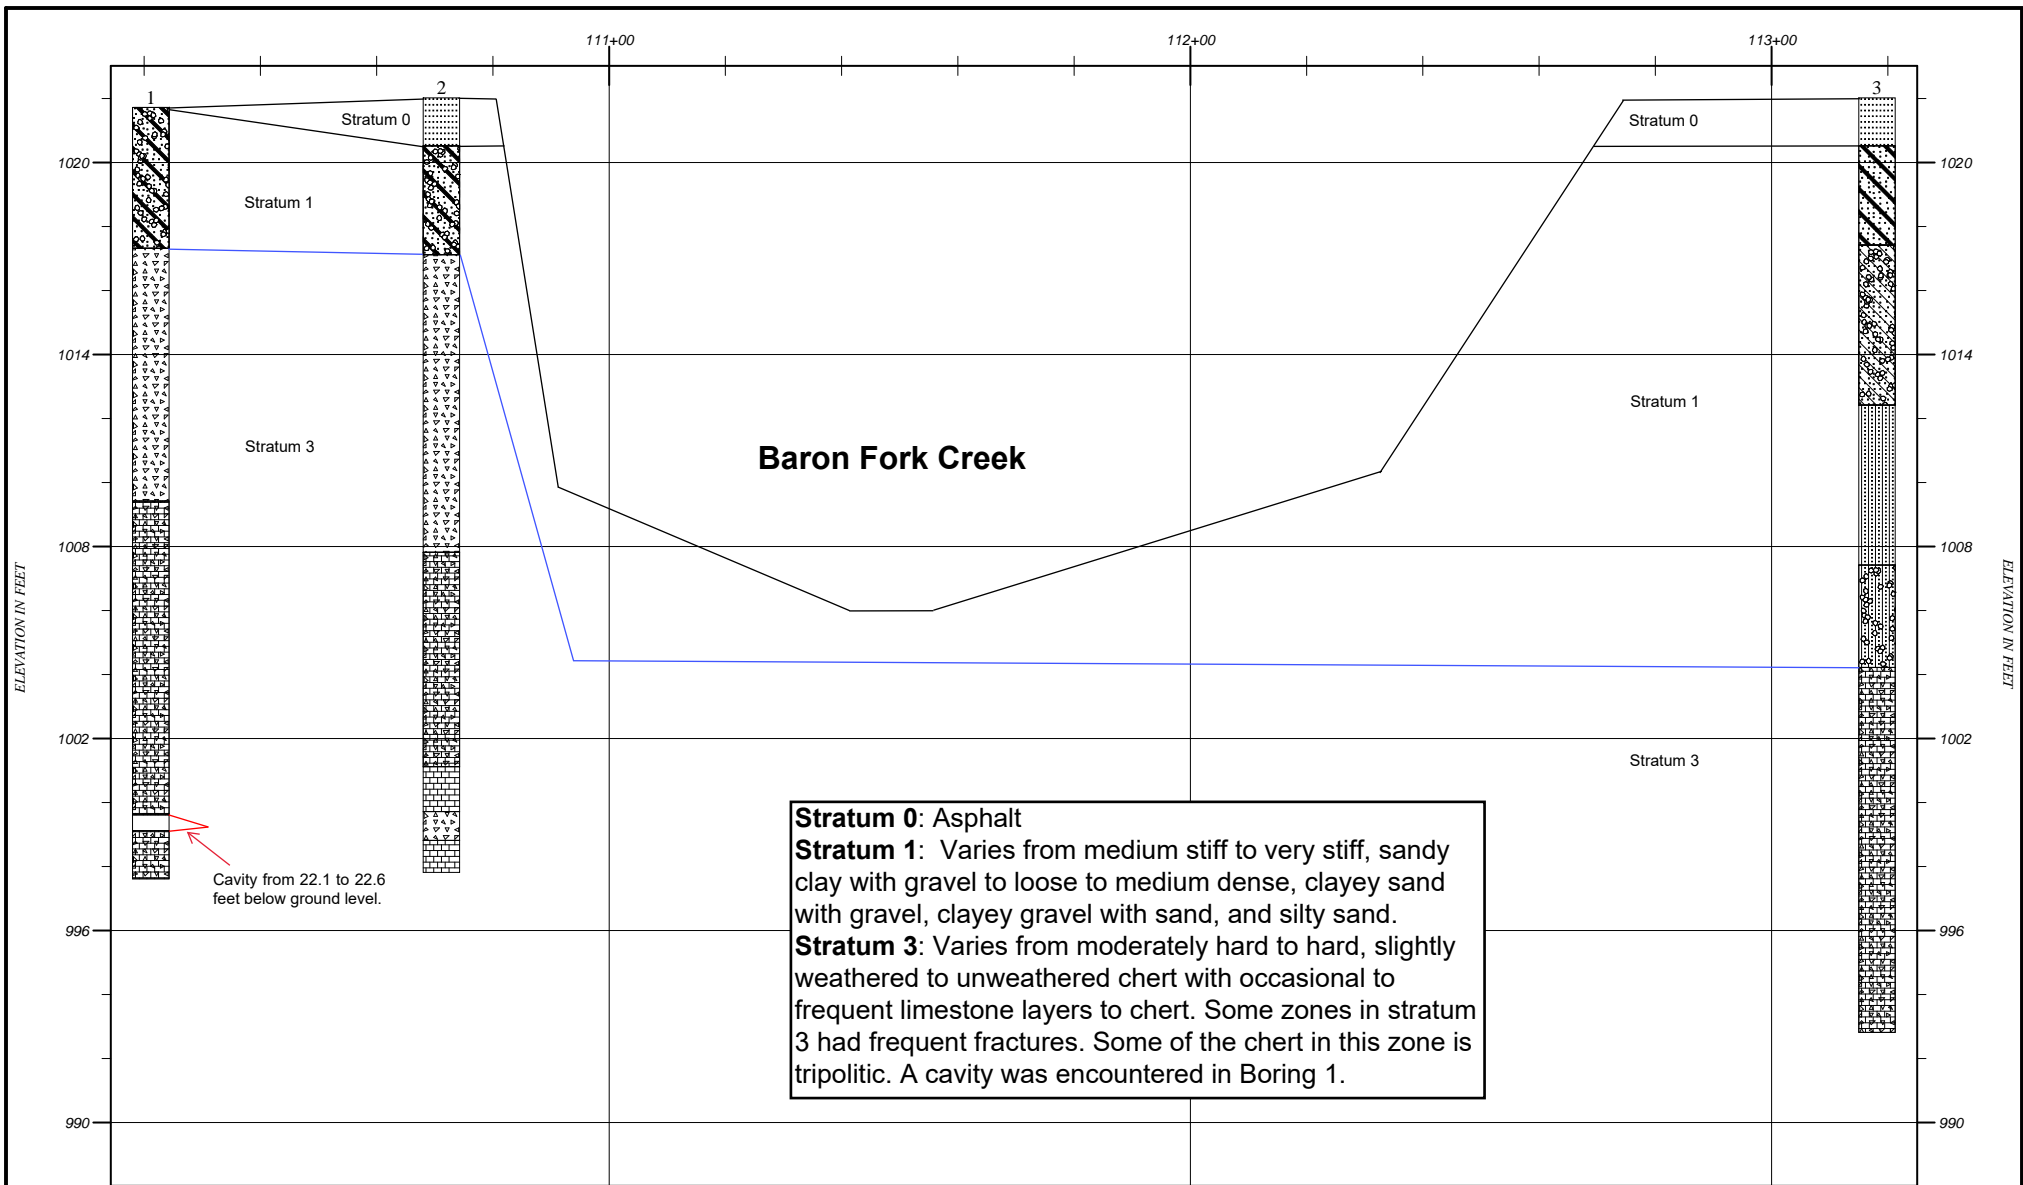 111+00
112+00
113+00
1
2
3
Stratum 0
Stratum 0
1020
1020
Stratum 1
1014
1014
Stratum 1
Stratum 3
Baron Fork Creek
1008
1008
ELEVATION IN FEET
ELEVATION IN FEET
1002
1002
Stratum 3
Cavity from 22.1 to 22.6
feet below ground level.
Stratum 0: Asphalt
Stratum 1: Varies from medium stiff to very stiff, sandy
clay with gravel to loose to medium dense, clayey sand
with gravel, clayey gravel with sand, and silty sand.
Stratum 3: Varies from moderately hard to hard, slightly
weathered to unweathered chert with occasional to
frequent limestone layers to chert. Some zones in stratum
3 had frequent fractures. Some of the chert in this zone is
tripolitic. A cavity was encountered in Boring 1.
996
996
990
990